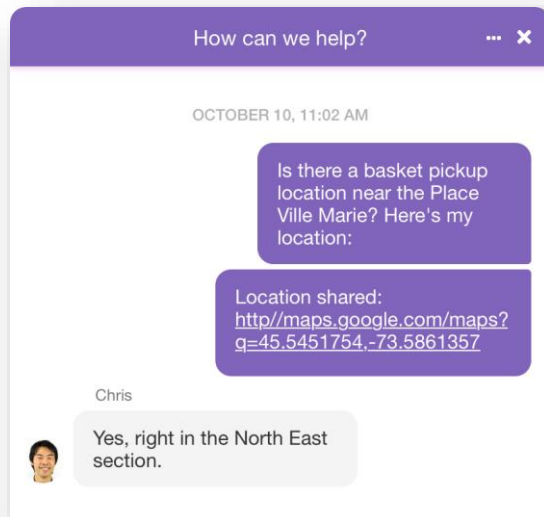 How can we help?
OCTOBER 10, 11:02 AM
Is there a basket pickup
location near the Place
Ville Marie? Here's my
location:
Location shared:
http//maps.google.com/maps?
q=45.5451754,-73.5861357
Chris
Yes, right in the North East
section.